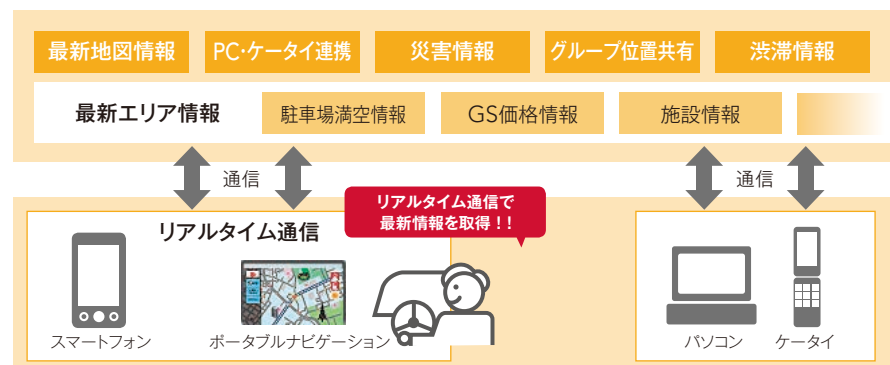 最新地図情報
PC・ケータイ連携
災害情報
グループ位置共有
渋滞情報
最新エリア情報
駐車場満空情報
GS価格情報
施設情報
通信
通信
リアルタイム通信で
最新情報を取得！！
リアルタイム通信
スマートフォン
ポータブルナビゲーション
パソコン
ケータイ